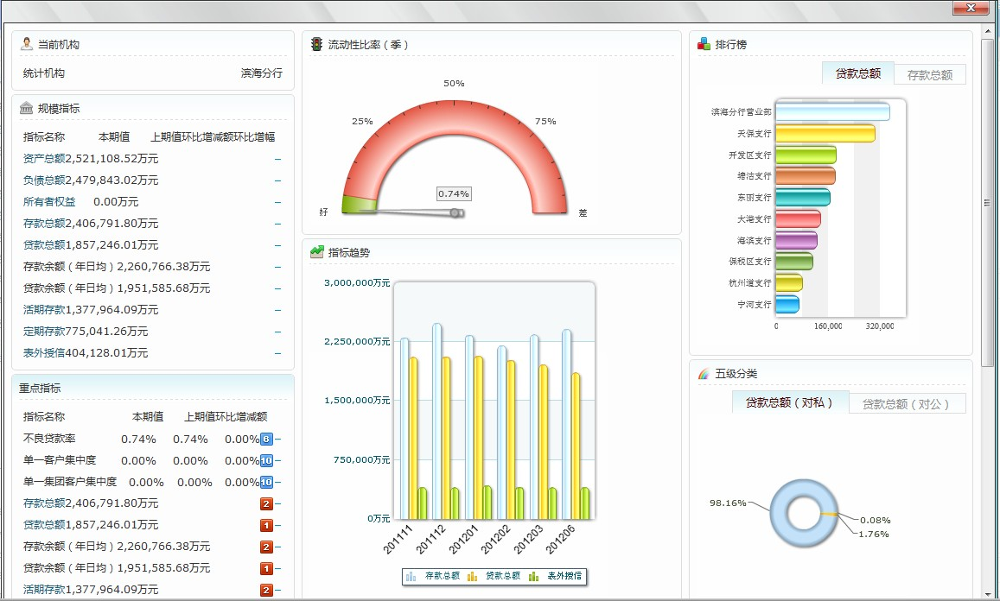 当前机构
统计机构 滨海分行
规模指标
指标名称 本期值 上期值环比增减额环比增幅
资产总额2,521,108.52万元 –
负债总额2,479,843.02万元 –
所有者权益 0.00万元 –
存款总额2,406,791.80万元 –
贷款总额1,857,246.01万元 –
存款余额（年日均）2,260,766.38万元 –
贷款余额（年日均）1,951,585.68万元 –
活期存款1,377,964.09万元 –
定期存款775,041.26万元 –
表外授信404,128.01万元 –
重点指标
指标名称 本期值 上期值环比增减额
不良贷款率 0.74% 0.74% 0.00% 6 –
单一客户集中度 0.00% 0.00% 0.00% 10 –
单一集团客户集中度 0.00% 0.00% 0.00% 10 –
存款总额2,406,791.80万元 2 –
贷款总额1,857,246.01万元 1 –
存款余额（年日均）2,260,766.38万元 2 –
贷款余额（年日均）1,951,585.68万元 1 –
活期存款1,377,964.09万元 2 –
流动性比率（季）
50%
25% 75%
0.74%
好 差
指标趋势
3,000,000万元
2,250,000万元
1,500,000万元
750,000万元
0万元
201111 201112 201201 201202 201203 201206
存款总额 贷款总额 表外授信
排行榜
贷款总额 存款总额
滨海分行营业部
天保支行
开发区支行
塘沽支行
东丽支行
大港支行
海滨支行
保税区支行
杭州道支行
宁河支行
0 160,000 320,000
五级分类
贷款总额（对私） 贷款总额（对公）
98.16%
0.08%
1.76%